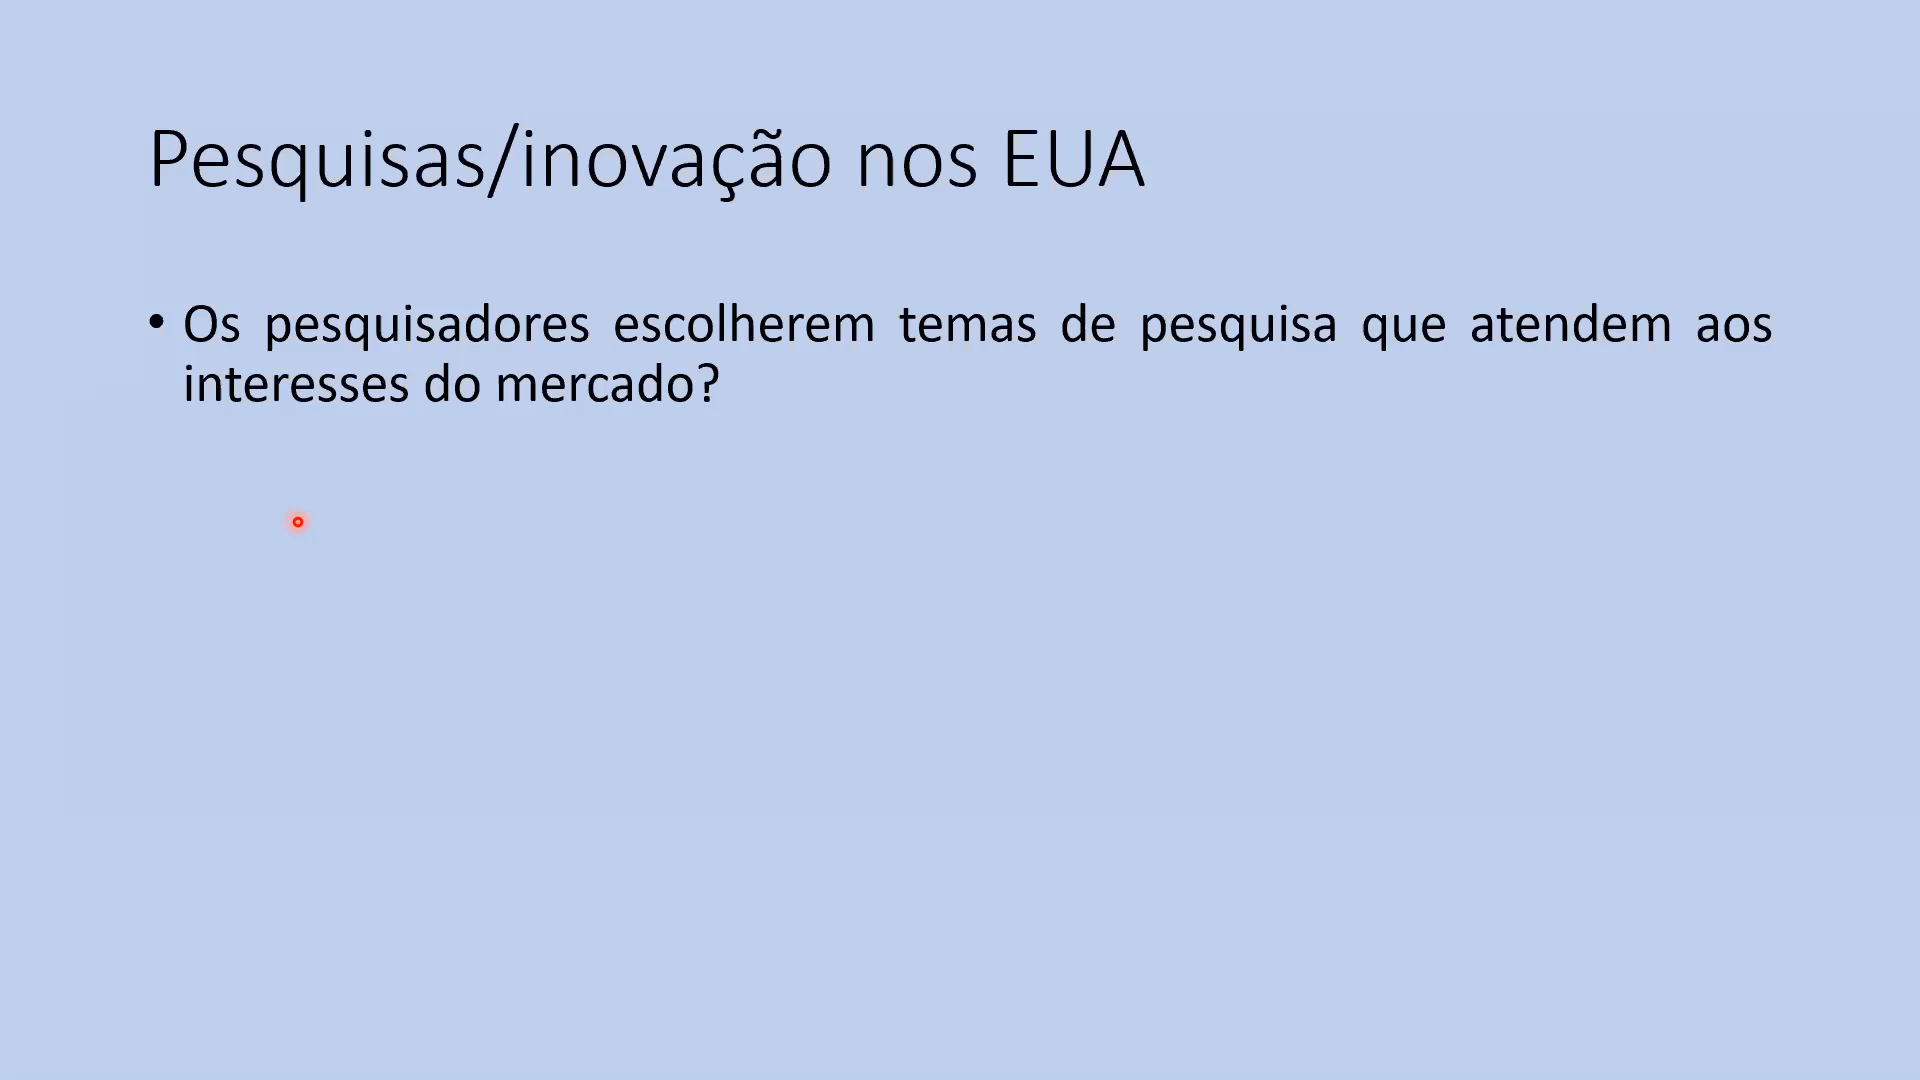 Pesquisas/inovação nos EUA
• Os pesquisadores escolherem temas de pesquisa que atendem aos
interesses do mercado?